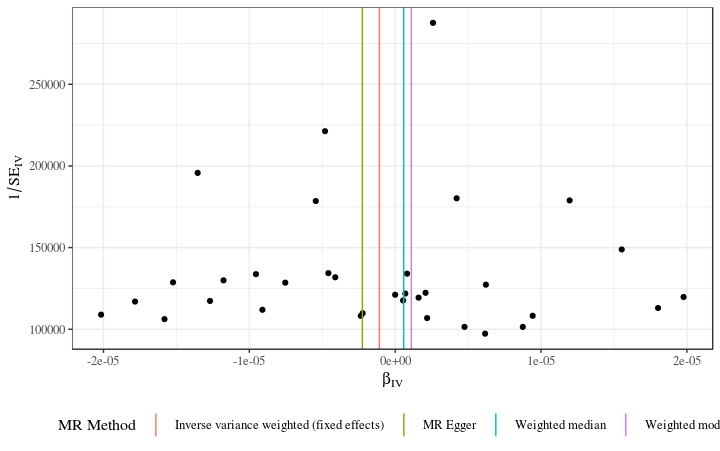 1/SE_IV
250000
200000
150000
100000
-2e-05 -1e-05 0e+00 1e-05 2e-05
β_IV
MR Method Inverse variance weighted (fixed effects) MR Egger Weighted median Weighted mod